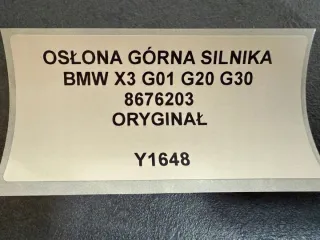 OSŁONA GÓRNA SILNIKA
BMW X3 G01 G20 G30
8676203
ORYGINAŁ
Y1648